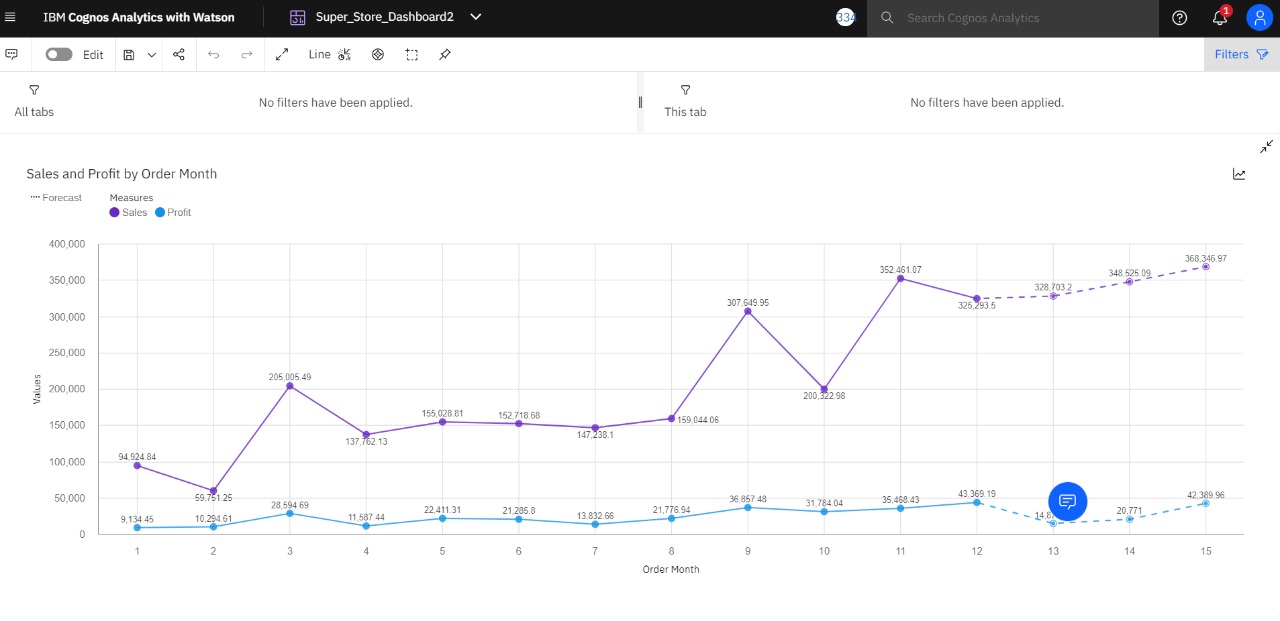 IBM Cognos Analytics with Watson
Super_Store_Dashboard2
334
Search Cognos Analytics
1
Edit
Line
Filters
All tabs
No filters have been applied.
This tab
No filters have been applied.
Sales and Profit by Order Month
Forecast
Measures
Sales
Profit
Values
400,000
350,000
300,000
250,000
200,000
150,000
100,000
50,000
0
94,924.84
59,751.25
205,005.49
137,762.13
155,028.81
152,718.68
147,238.1
159,044.06
307,649.95
200,322.98
352,461.07
325,293.5
328,703.2
348,525.09
368,346.97
9,134.45
10,294.61
28,594.69
11,587.44
22,411.31
21,285.8
13,832.66
21,776.94
36,857.48
31,784.04
35,468.43
43,369.19
14,8
20,771
42,389.96
1 2 3 4 5 6 7 8 9 10 11 12 13 14 15
Order Month